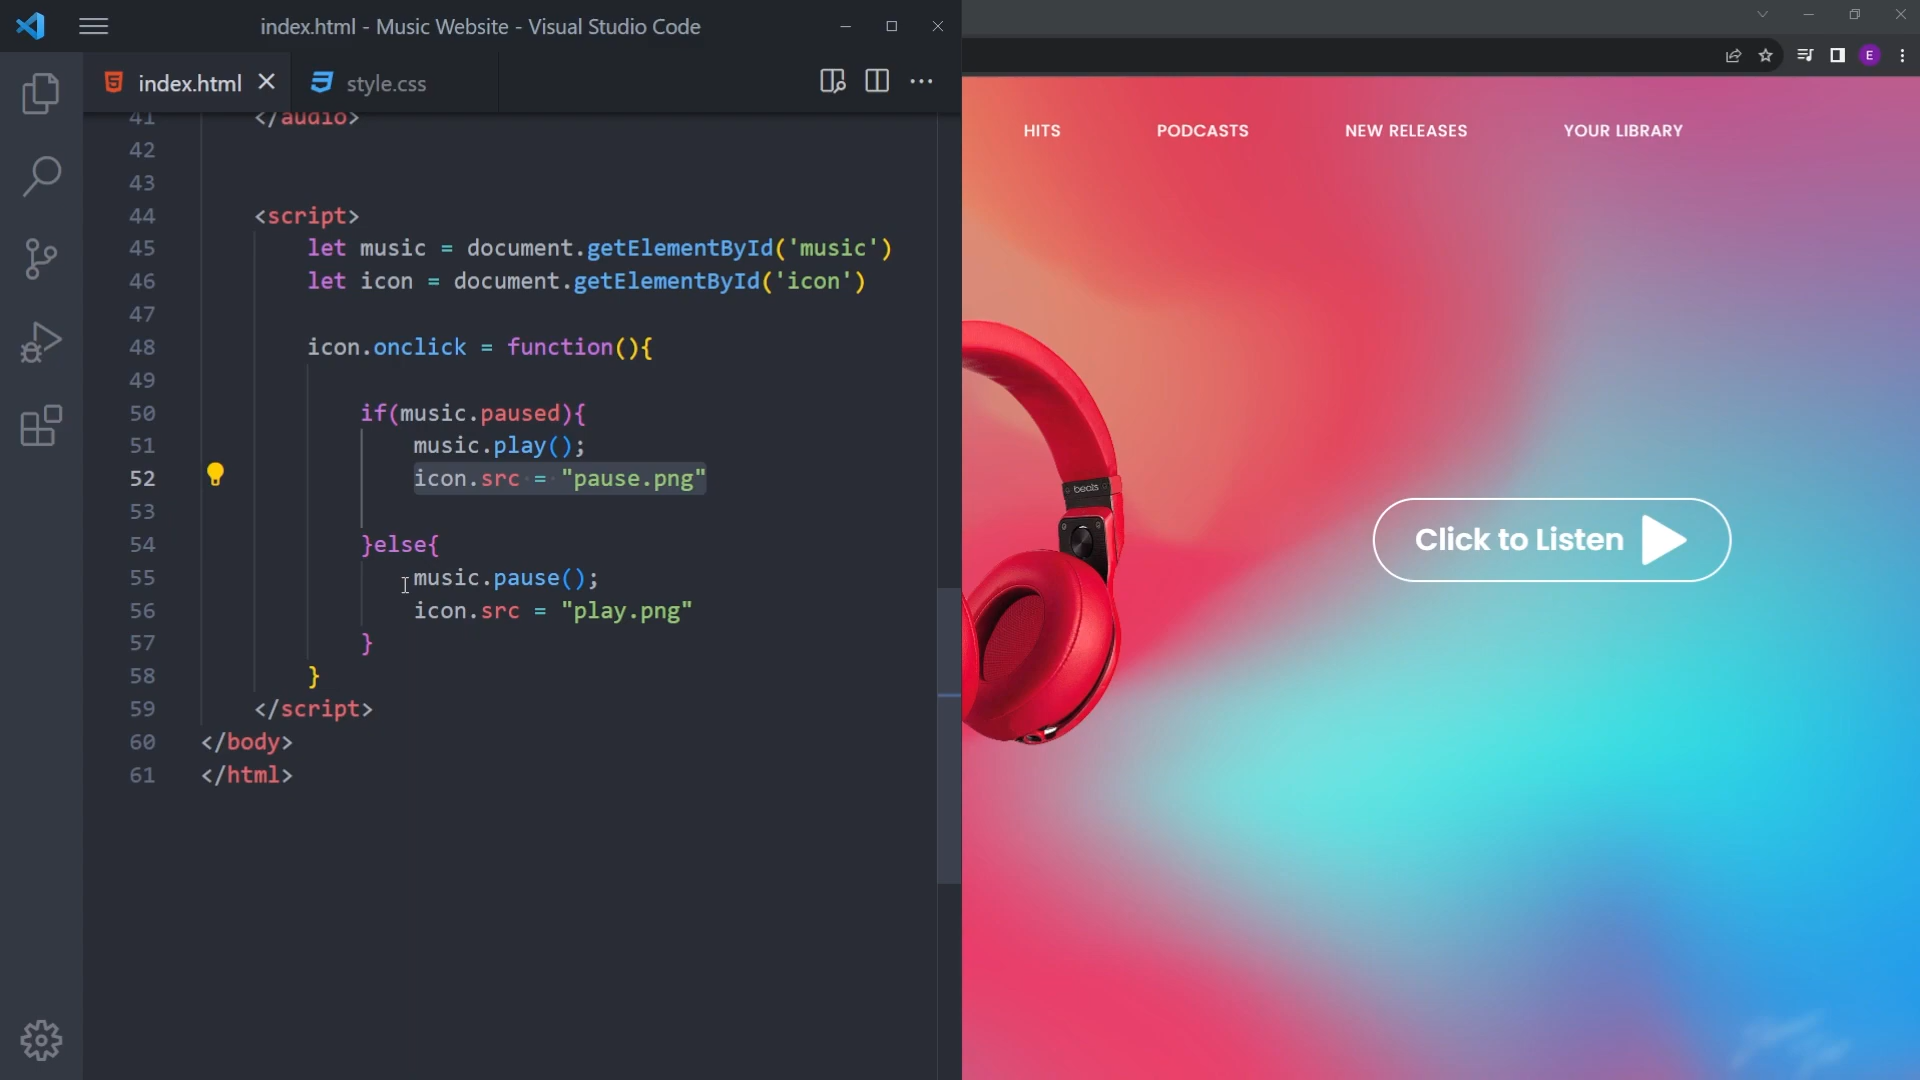 index.html - Music Website - Visual Studio Code
index.html
style.css
41 </audio>
42
43
44 <script>
45 let music = document.getElementById('music')
46 let icon = document.getElementById('icon')
47
48 icon.onclick = function(){
49
50 if(music.paused){
51 music.play();
52 icon.src = "pause.png"
53
54 }else{
55 music.pause();
56 icon.src = "play.png"
57 }
58 }
59 </script>
60 </body>
61 </html>
E
HITS PODCASTS NEW RELEASES YOUR LIBRARY
beats
Click to Listen